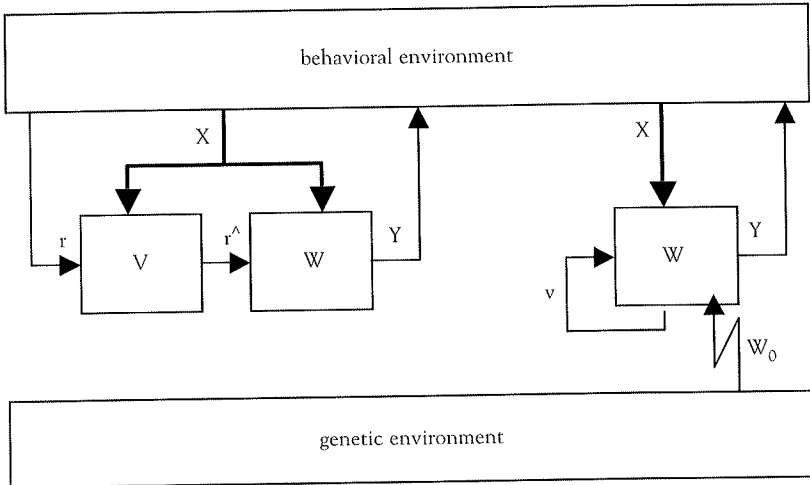 behavioral environment
X
X
r
V
r^
W
Y
W
Y
v
W0
genetic environment